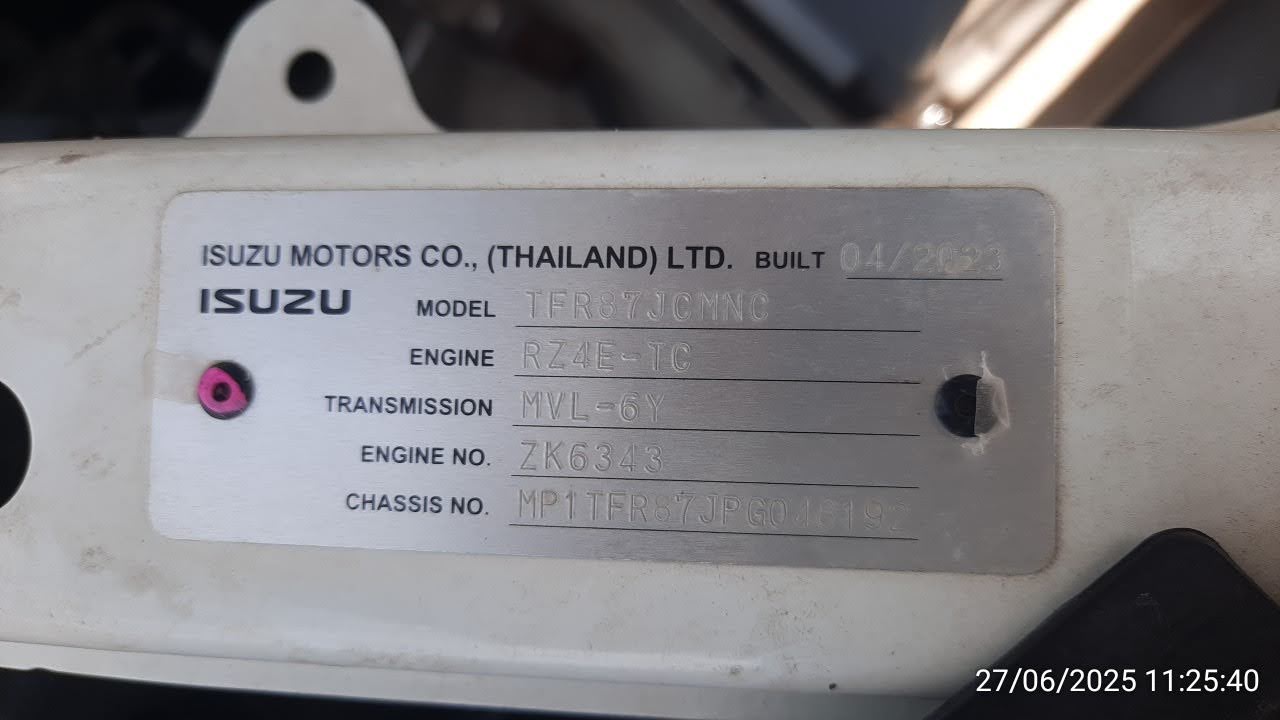 ISUZU MOTORS CO., (THAILAND) LTD. BUILT 04/2023
ISUZU MODEL TFR87JCMNC
ENGINE RZ4E-TC
TRANSMISSION MVL-6Y
ENGINE NO. ZK6343
CHASSIS NO.
27/06/2025 11:25:40